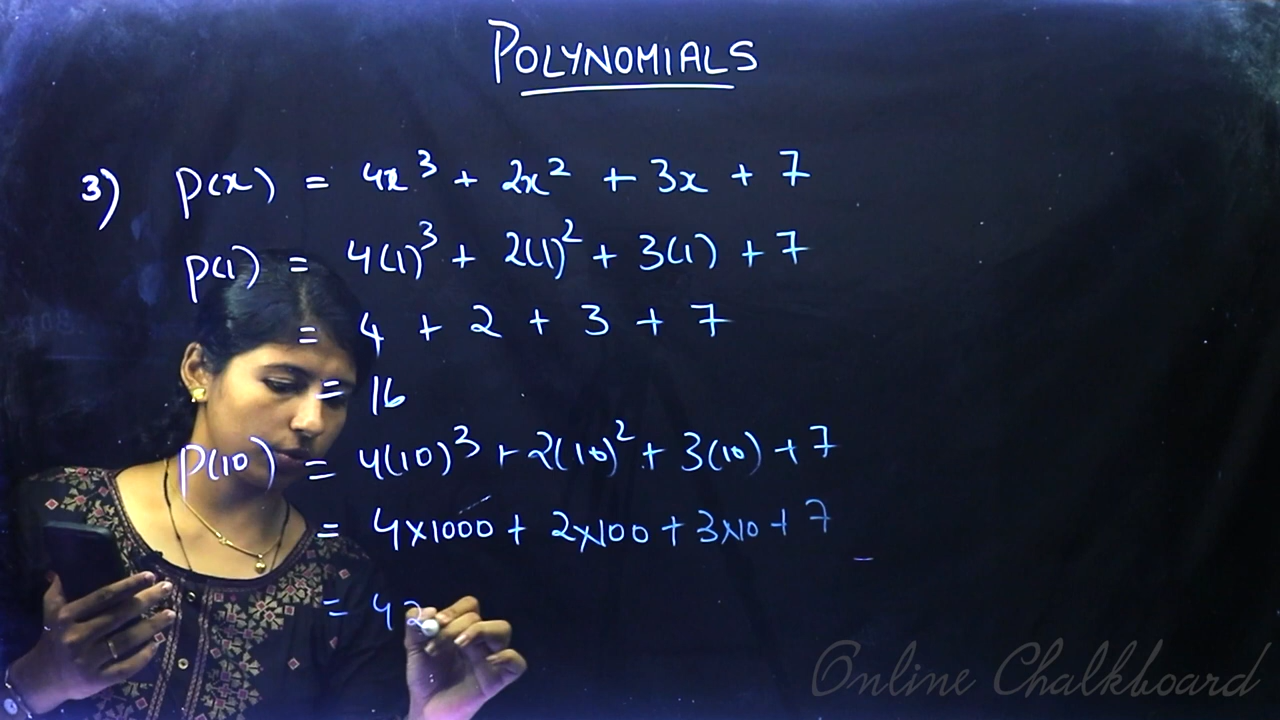 POLYNOMIALS
3) p(x) = 4x³ + 2x² + 3x + 7
p(1) = 4(1)³ + 2(1)² + 3(1) + 7
= 4 + 2 + 3 + 7
= 16
p(10) = 4(10)³ + 2(10)² + 3(10) + 7
= 4×1000 + 2×100 + 3×10 + 7
= 42
Online Chalkboard